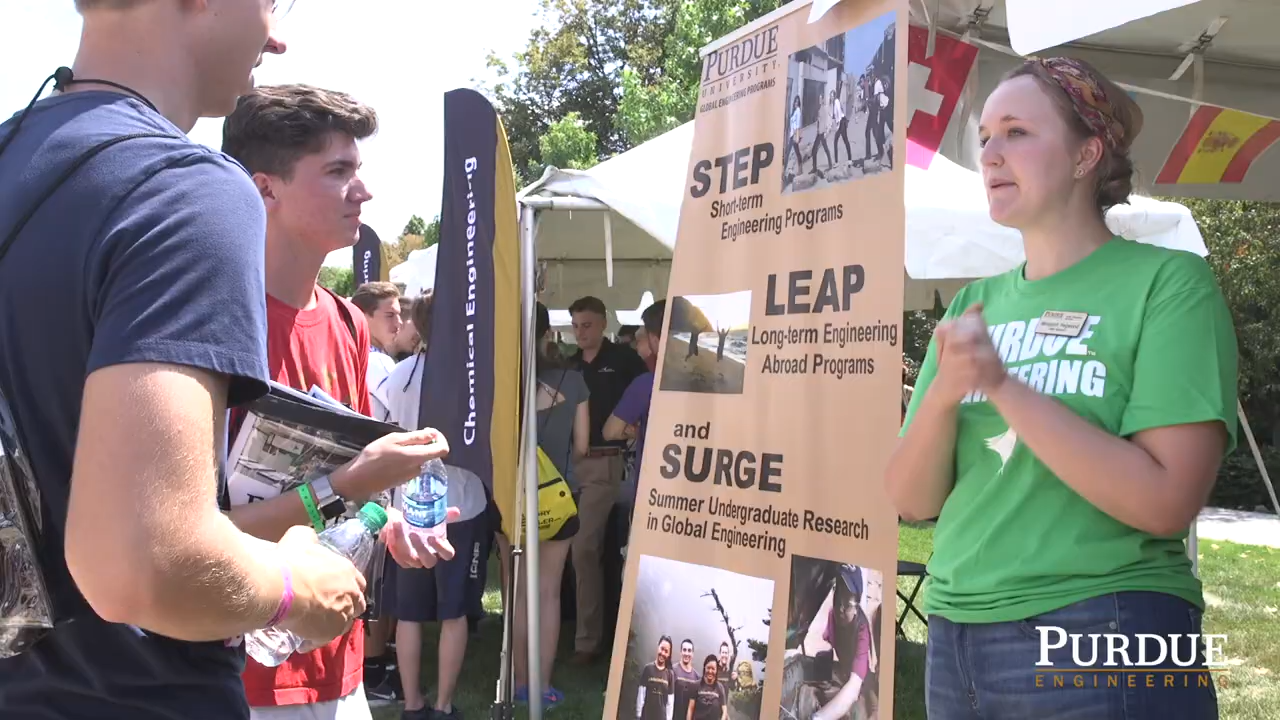 PURDUE
UNIVERSITY.
GLOBAL ENGINEERING PROGRAMS
STEP
Short-term
Engineering Programs
LEAP
Long-term Engineering
Abroad Programs
and
SURGE
Summer Undergraduate Research
in Global Engineering
Chemical Engineering
PURDUE
ENGINEERING